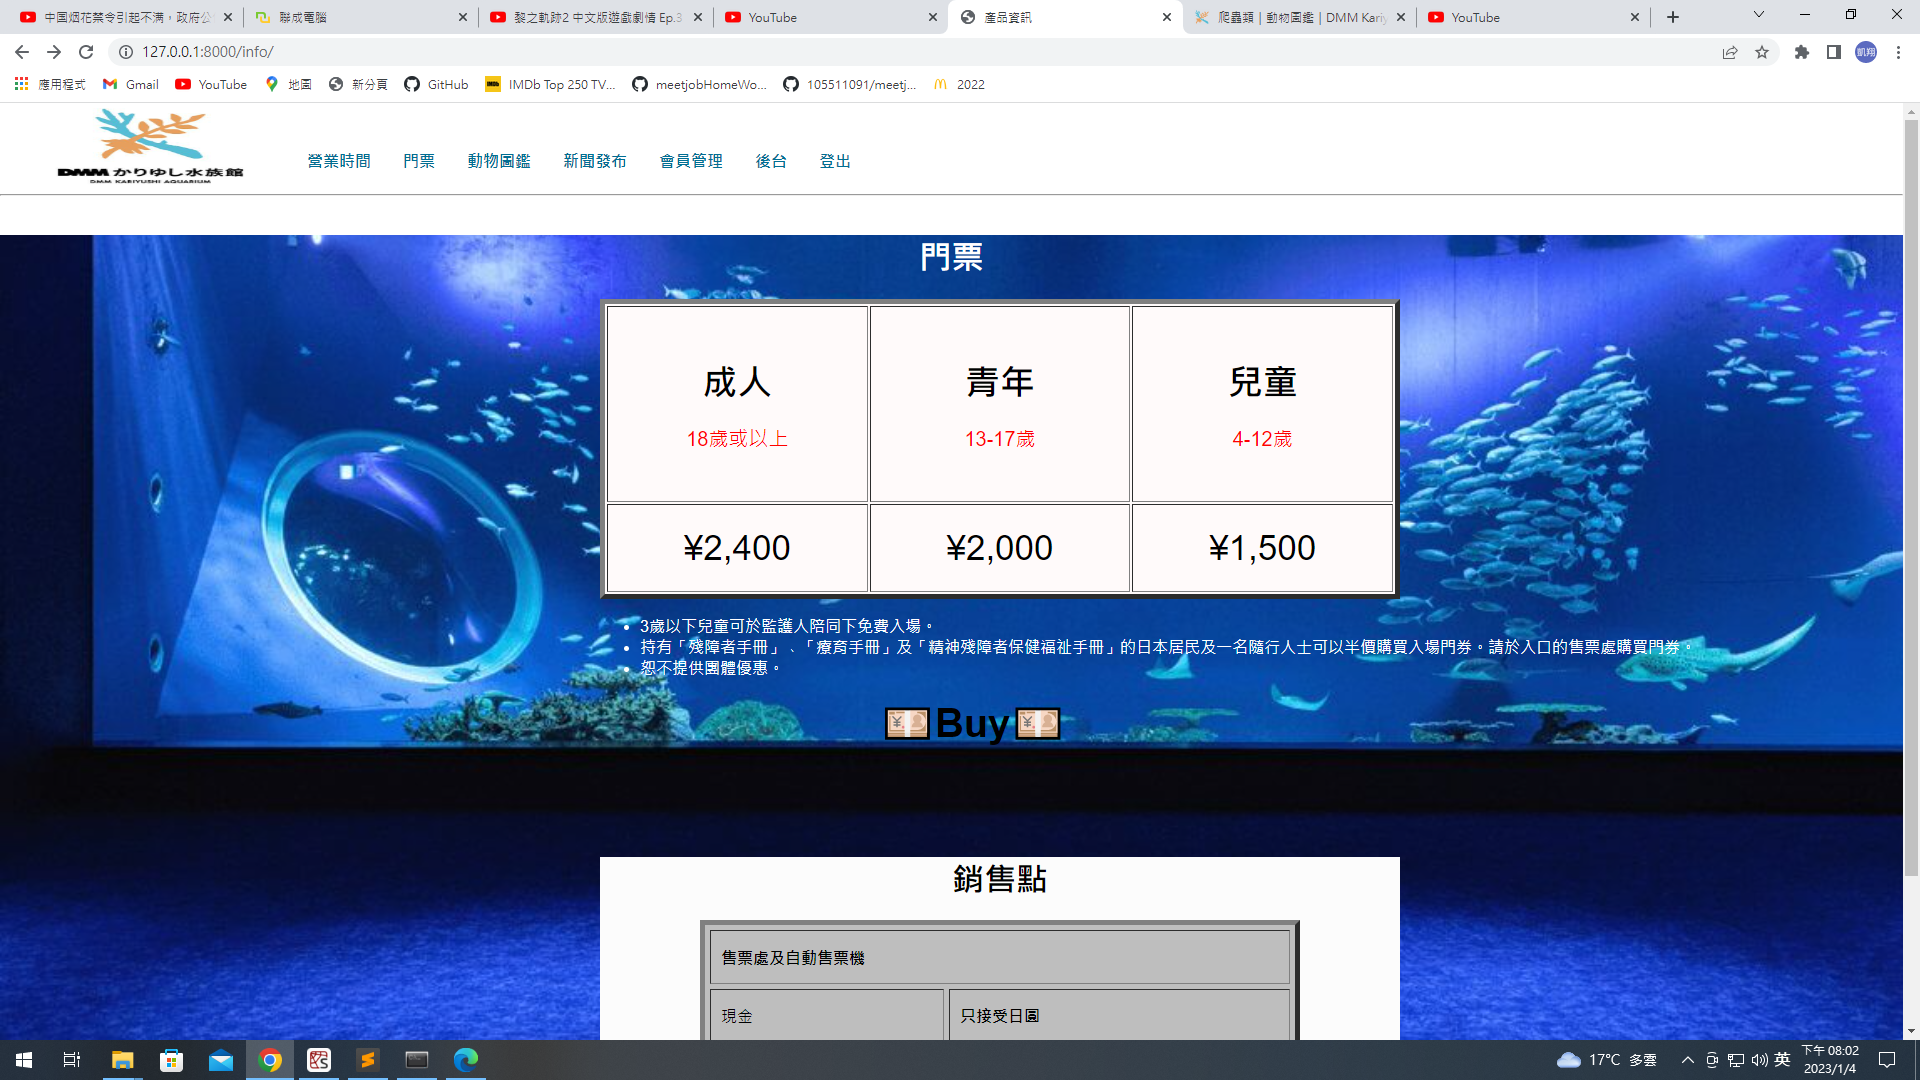 中国烟花禁令引起不满，政府公
聯成電腦
黎之軌跡2 中文版遊戲劇情 Ep.3
YouTube
產品資訊
爬蟲類 | 動物圖鑑 | DMM Kariy
YouTube
127.0.0.1:8000/info/
凱翔
應用程式
Gmail
YouTube
地圖
新分頁
GitHub
IMDb Top 250 TV...
meetjobHomeWo...
105511091/meetj...
2022
DMM かりゆし水族館
DMM KARIYUSHI AQUARIUM
營業時間
門票
動物圖鑑
新聞發布
會員管理
後台
登出
門票
成人
青年
兒童
18歲或以上
13-17歲
4-12歲
¥2,400
¥2,000
¥1,500
3歲以下兒童可於監護人陪同下免費入場。
持有「殘障者手冊」、「療育手冊」及「精神殘障者保健福祉手冊」的日本居民及一名隨行人士可以半價購買入場門券。請於入口的售票處購買門券。
恕不提供團體優惠。
💴Buy💴
銷售點
售票處及自動售票機
現金
只接受日圓
17°C 多雲
英
下午 08:02
2023/1/4